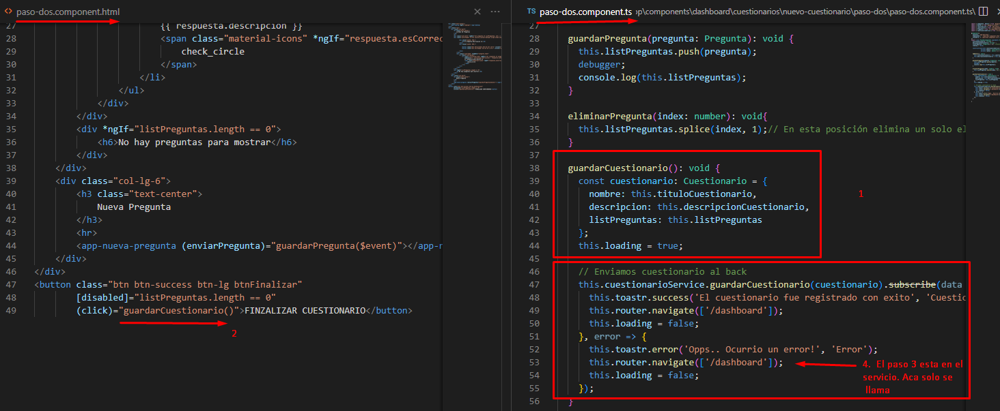 paso-dos.component.html
27 {{ respuesta.descripcion }}
28 <span class="material-icons" *ngIf="respuesta.esCorrec
29 check_circle
30 </span>
31 </li>
32 </ul>
33 </div>
34 </div>
35 <div *ngIf="listPreguntas.length == 0">
36 <h6>No hay preguntas para mostrar</h6>
37 </div>
38 </div>
39 <div class="col-lg-6">
40 <h3 class="text-center">
41 Nueva Pregunta
42 </h3>
43 <hr>
44 <app-nueva-pregunta (enviarPregunta)="guardarPregunta($event)"></app-n
45 </div>
46 </div>
47 <button class="btn btn-success btn-lg btnFinalizar"
48 [disabled]="listPreguntas.length == 0"
49 (click)="guardarCuestionario()">FINZALIZAR CUESTIONARIO</button>
2
TS paso-dos.component.ts op\components\dashboard\cuestionarios\nuevo-cuestionario\paso-dos\paso-dos.component.ts\
27
28 guardarPregunta(pregunta: Pregunta): void {
29 this.listPreguntas.push(pregunta);
30 debugger;
31 console.log(this.listPreguntas);
32 }
33
34 eliminarPregunta(index: number): void{
35 this.listPreguntas.splice(index, 1);// En esta posición elimina un solo el
36 }
37
38 guardarCuestionario(): void {
39 const cuestionario: Cuestionario = {
40 nombre: this.tituloCuestionario,
41 descripcion: this.descripcionCuestionario,
42 listPreguntas: this.listPreguntas
43 };
44 this.loading = true;
45
46 // Enviamos cuestionario al back
47 this.cuestionarioService.guardarCuestionario(cuestionario).subscribe(data
48 this.toastr.success('El cuestionario fue registrado con exito', 'Cuestic
49 this.router.navigate(['/dashboard']);
50 this.loading = false;
51 }, error => {
52 this.toastr.error('Opps.. Ocurrio un error!', 'Error');
53 this.router.navigate(['/dashboard']);
54 this.loading = false;
55 });
56 }
1
4. El paso 3 esta en el
servicio. Aca solo se
llama